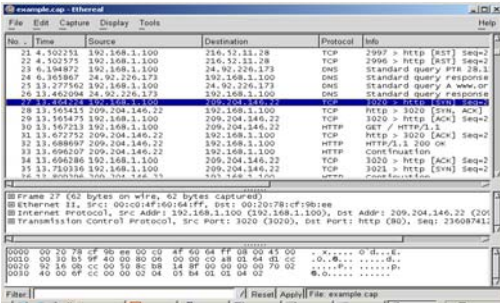 example.cap - Ethereal
File Edit Capture Display Tools Help
No. Time Source Destination Protocol Info
21 4.502251 192.168.1.100 216.52.11.28 TCP 2997 > http [RST] Seq=2
22 4.502596 192.168.1.100 216.52.11.28 TCP 2996 > http [RST] Seq=2
23 6.194872 192.168.1.100 24.92.226.173 DNS Standard query PTR 28.1
24 6.365867 24.92.226.173 192.168.1.100 DNS Standard query response
25 13.277562 192.168.1.100 24.92.226.173 DNS Standard query A www.or
26 13.462094 24.92.226.173 192.168.1.100 DNS Standard query response
27 13.464224 192.168.1.100 209.204.146.22 TCP 3020 > http [SYN] Seq=2
28 13.565415 209.204.146.22 192.168.1.100 TCP http > 3020 [SYN, ACK]
29 13.565475 192.168.1.100 209.204.146.22 TCP 3020 > http [ACK] Seq=2
30 13.567213 192.168.1.100 209.204.146.22 HTTP GET / HTTP/1.1
31 13.672752 209.204.146.22 192.168.1.100 TCP http > 3020 [ACK] Seq=2
32 13.688697 209.204.146.22 192.168.1.100 HTTP HTTP/1.1 200 OK
33 13.696207 209.204.146.22 192.168.1.100 HTTP Continuation
34 13.696286 192.168.1.100 209.204.146.22 TCP 3020 > http [ACK] Seq=2
35 13.710336 192.168.1.100 209.204.146.22 TCP 3021 > http [SYN] Seq=2
Frame 27 (62 bytes on wire, 62 bytes captured)
Ethernet II, Src: 00:c0:4f:60:64:ff, Dst: 00:20:78:cf:9b:ee
Internet Protocol, Src Addr: 192.168.1.100 (192.168.1.100), Dst Addr: 209.204.146.22 (209
Transmission Control Protocol, Src Port: 3020 (3020), Dst Port: http (80), Seq: 23608741
0000 00 20 78 cf 9b ee 00 c0 4f 60 64 ff 08 00 45 00
0010 00 30 b5 9f 40 00 80 06 00 00 c0 a8 01 64 d1 cc
0020 92 16 0b cc 00 50 8c b8 14 8f 00 00 00 00 70 02
0030 40 00 6f cc 00 00 02 04 05 b4 01 01 04 02
Filter: Reset Apply File: example.cap